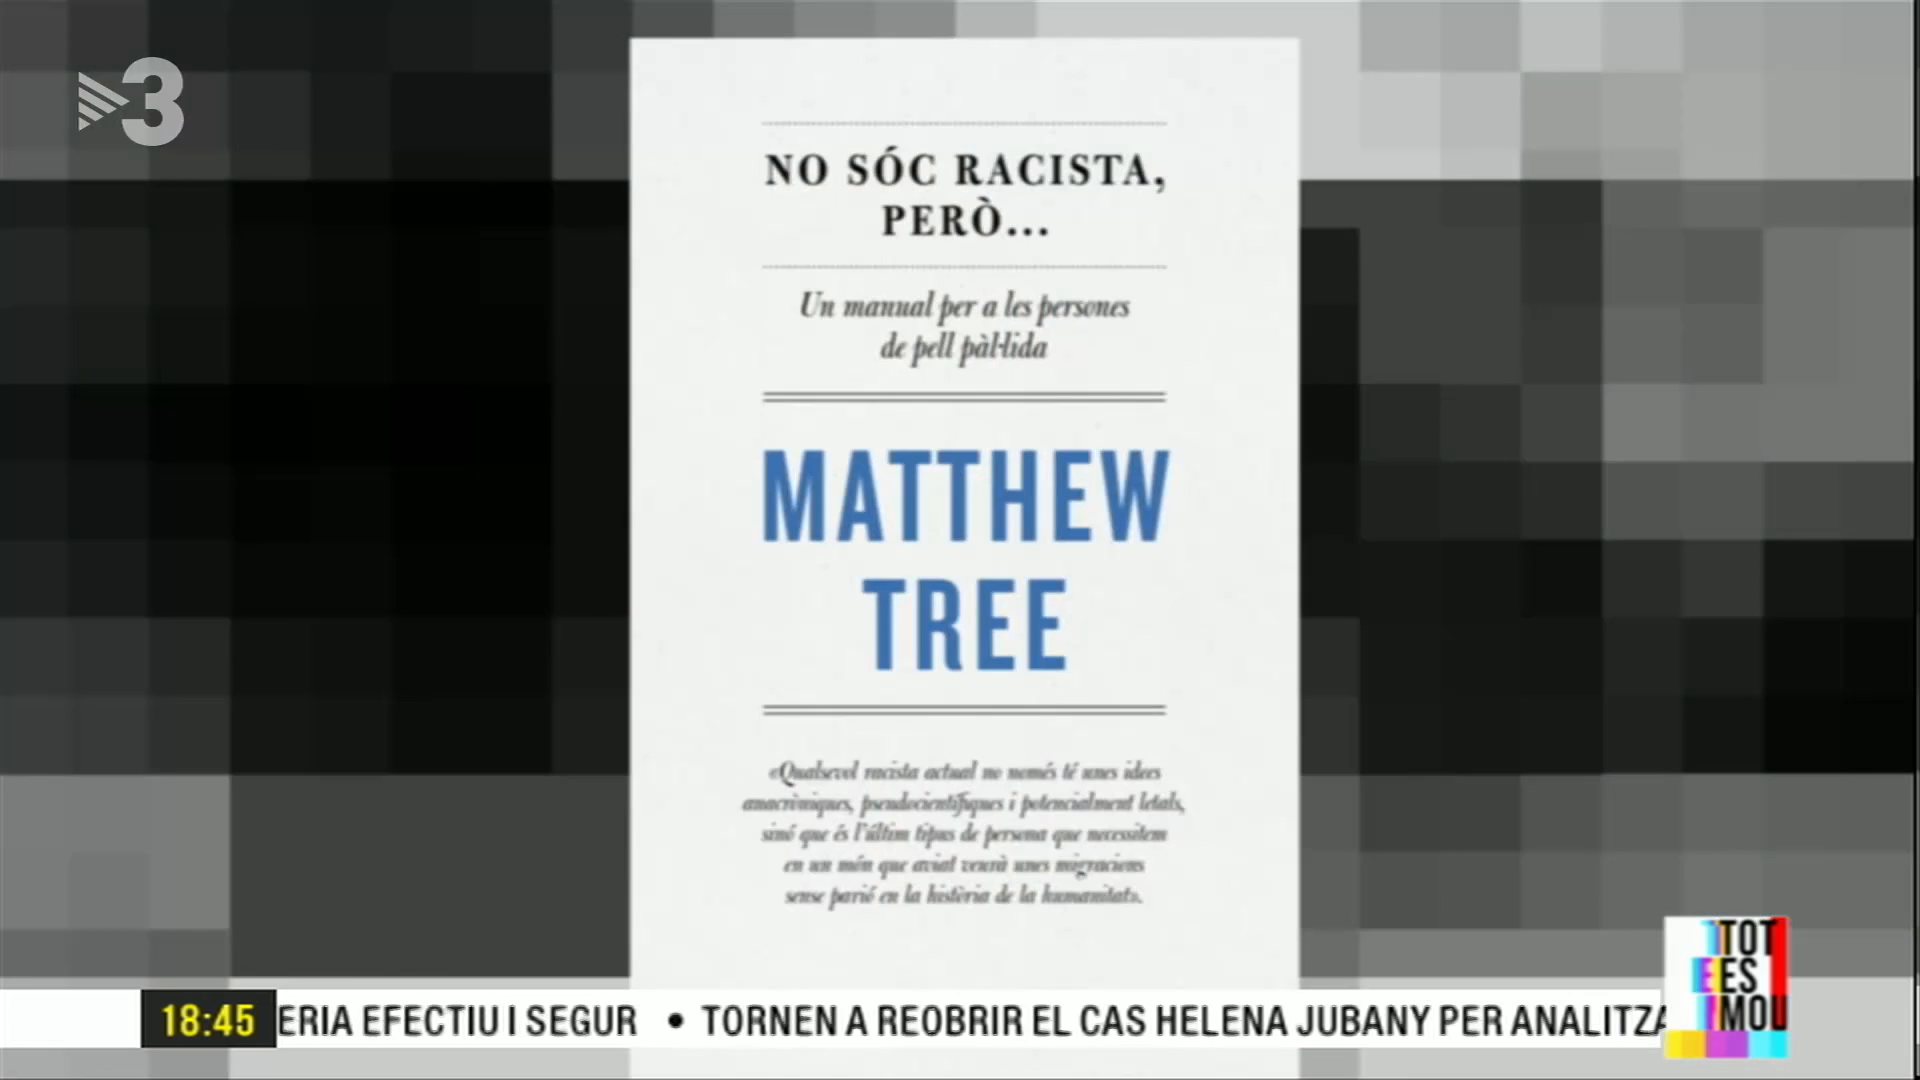 3
NO SÓC RACISTA,
PERÒ...
Un manual per a les persones
de pell pàl·lida
MATTHEW
TREE
«Qualsevol racista actual no només té unes idees
anacròniques, pseudocientífiques i potencialment letals,
sinó que és l'últim tipus de persona que necessitem
en un món que aviat veurà unes migracions
sense parió en la història de la humanitat».
TOT
ES
MOU
18:45 ERIA EFECTIU I SEGUR • TORNEN A REOBRIR EL CAS HELENA JUBANY PER ANALITZA